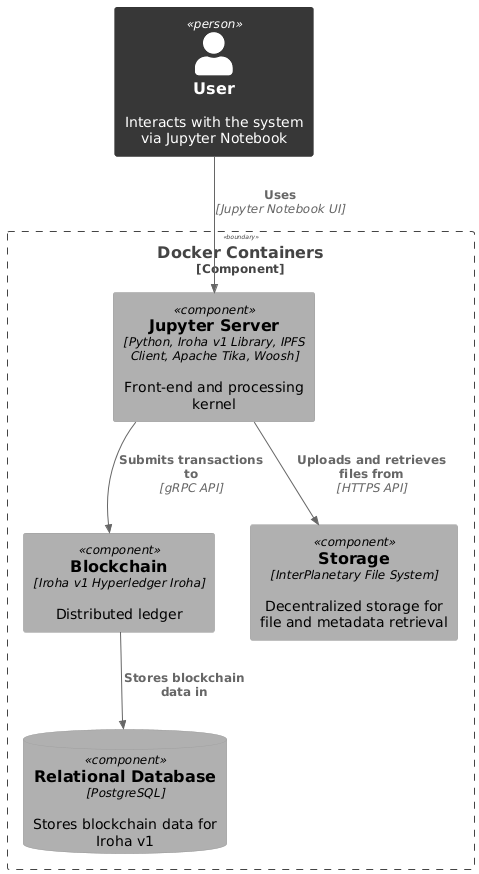 «person»
User
Interacts with the system
via Jupyter Notebook
Uses
[Jupyter Notebook UI]
«boundary»
Docker Containers
[Component]
«component»
Jupyter Server
[Python, Iroha v1 Library, IPFS
Client, Apache Tika, Woosh]
Front-end and processing
kernel
Submits transactions
to
[gRPC API]
Uploads and retrieves
files from
[HTTPS API]
«component»
Blockchain
[Iroha v1 Hyperledger Iroha]
Distributed ledger
«component»
Storage
[InterPlanetary File System]
Decentralized storage for
file and metadata retrieval
Stores blockchain
data in
«component»
Relational Database
[PostgreSQL]
Stores blockchain data for
Iroha v1